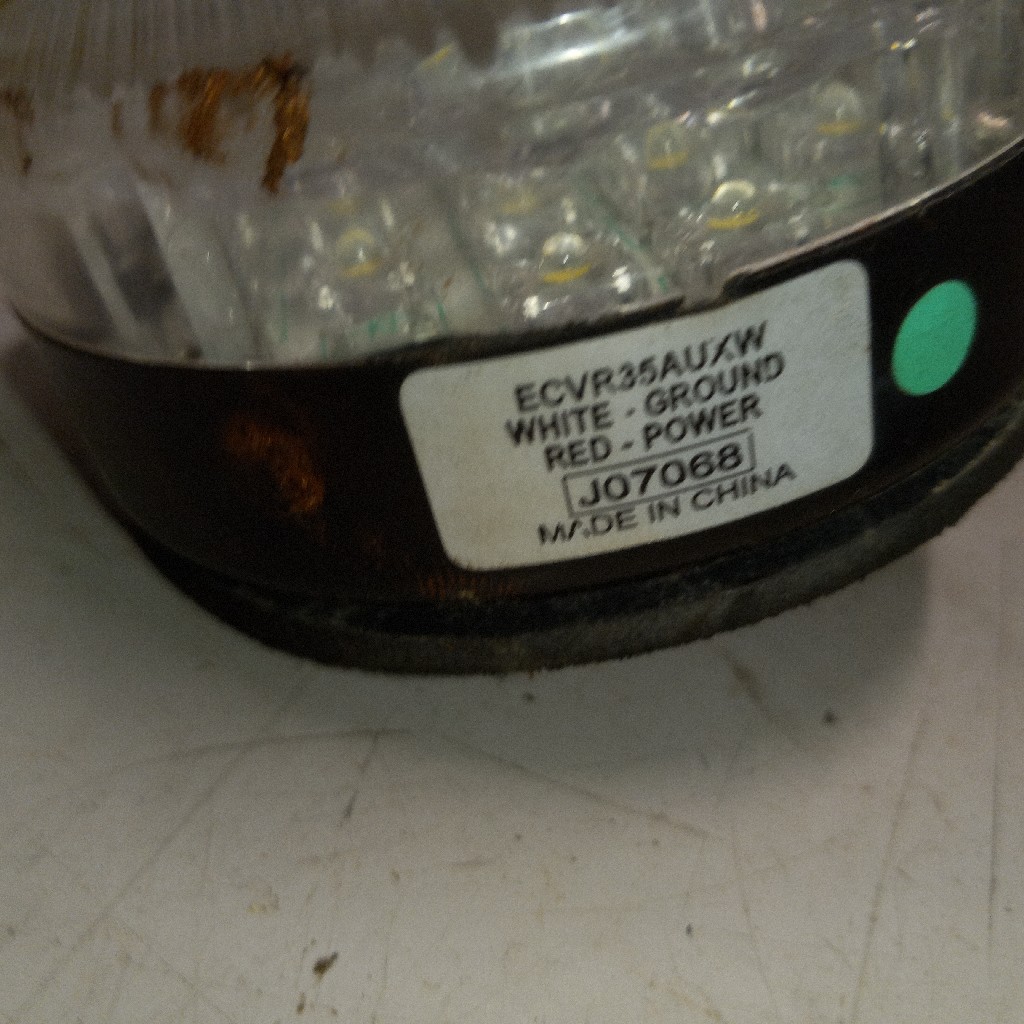 ECVR35AUXW
WHITE - GROUND
RED - POWER
J07068
MADE IN CHINA